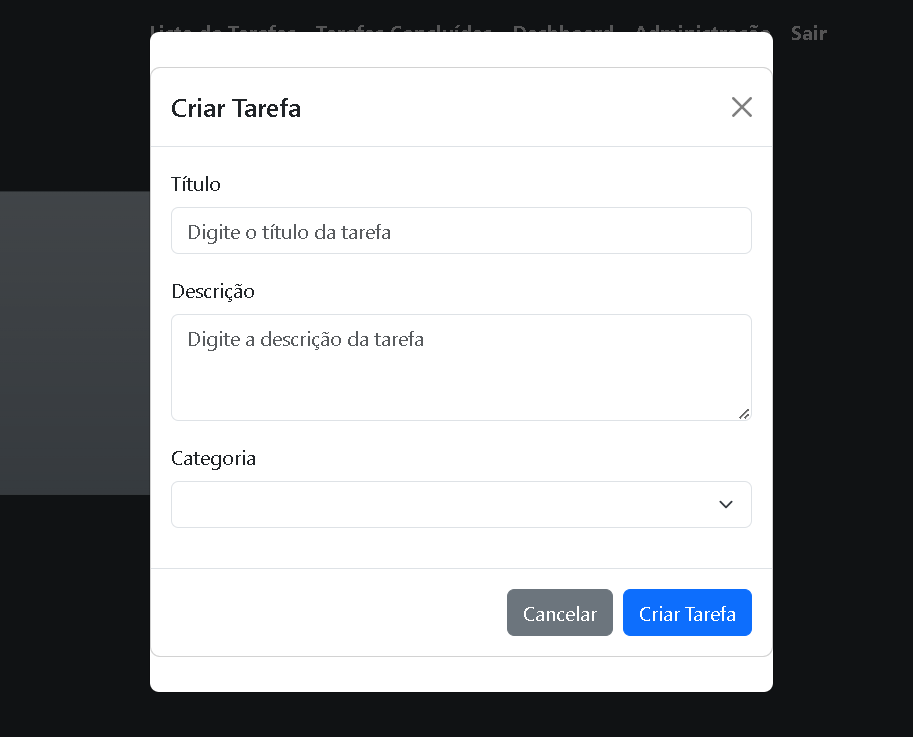 Lista de Tarefas Tarefas Concluídas Dashboard Administração Sair
Criar Tarefa
Título
Digite o título da tarefa
Descrição
Digite a descrição da tarefa
Categoria
Cancelar Criar Tarefa